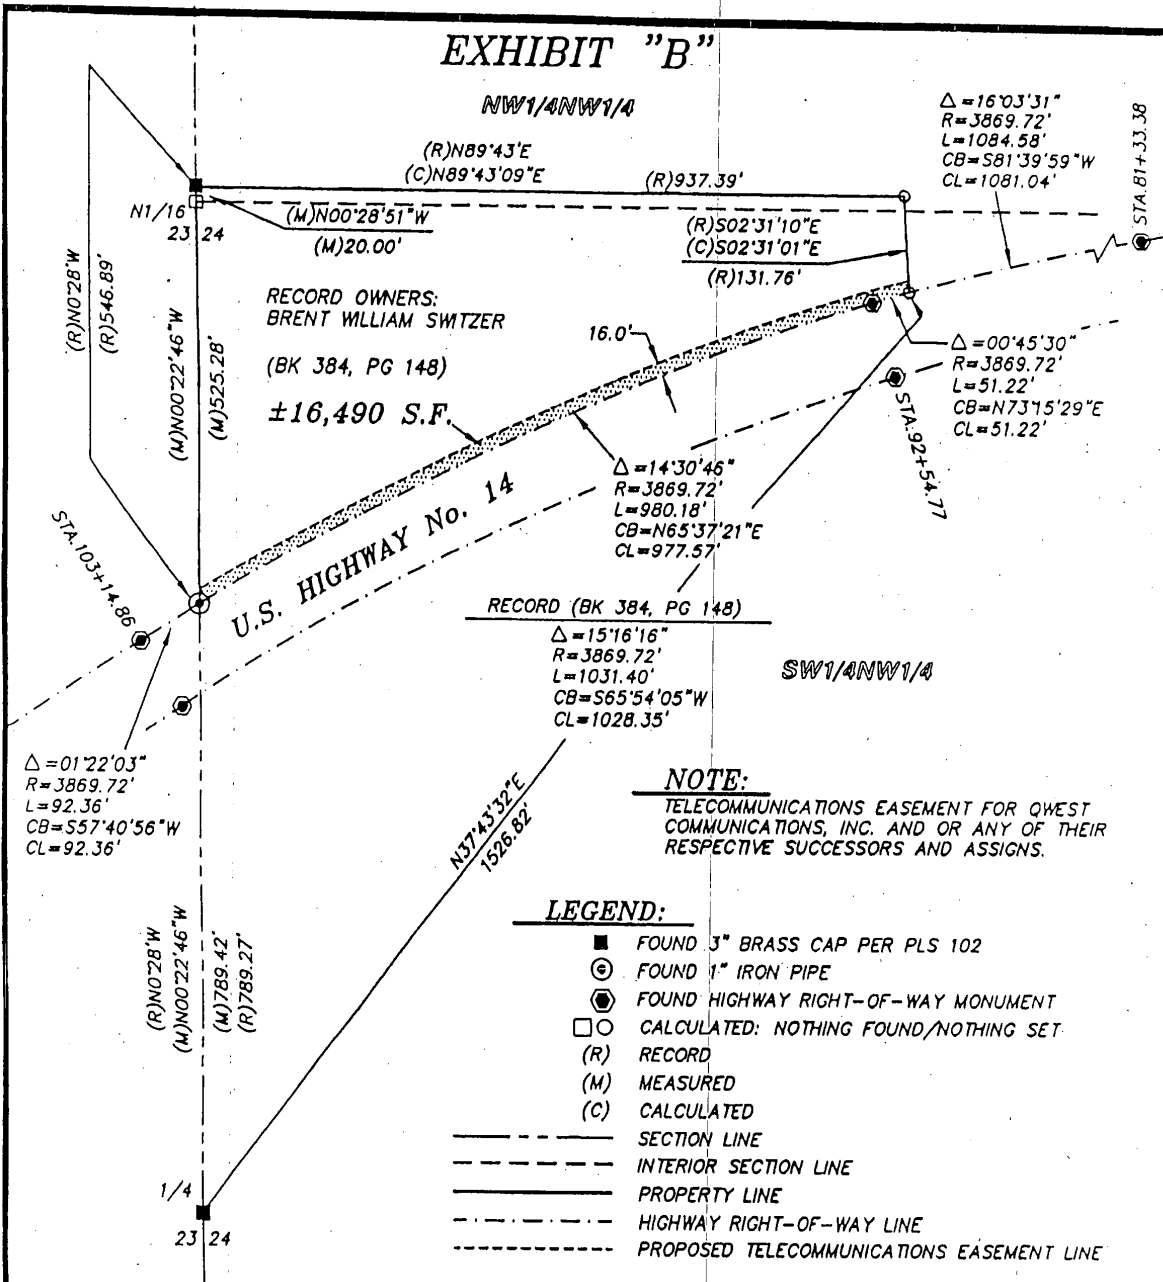 EXHIBIT "B"
NW1/4NW1/4
(R)N89°43'E
(C)N89°43'09"E
(R)937.39'
Δ=16°03'31"
R=3869.72'
L=1084.58'
CB=S81°39'59"W
CL=1081.04'
STA.81+33.38
N1/16
23 24
(M)N00°28'51"W
(M)20.00'
(R)S02°31'10"E
(C)S02°31'01"E
(R)131.76'
(R)N0°28'W
(R)546.89'
(M)N00°22'46"W
(M)525.28'
RECORD OWNERS:
BRENT WILLIAM SWITZER
(BK 384, PG 148)
±16,490 S.F.
16.0'
Δ=00°45'30"
R=3869.72'
L=51.22'
CB=N73°15'29"E
CL=51.22'
STA.92+54.77
Δ=14°30'46"
R=3869.72'
L=980.18'
CB=N65°37'21"E
CL=977.57'
U.S. HIGHWAY No. 14
STA.103+14.86
RECORD (BK 384, PG 148)
Δ=15°16'16"
R=3869.72'
L=1031.40'
CB=S65°54'05"W
CL=1028.35'
SW1/4NW1/4
Δ=01°22'03"
R=3869.72'
L=92.36'
CB=S57°40'56"W
CL=92.36'
N37°43'32"E
1526.82'
NOTE:
TELECOMMUNICATIONS EASEMENT FOR QWEST
COMMUNICATIONS, INC. AND OR ANY OF THEIR
RESPECTIVE SUCCESSORS AND ASSIGNS.
(R)N0°28'W
(M)N00°22'46"W
(M)789.42'
(R)789.27'
LEGEND:
FOUND 3" BRASS CAP PER PLS 102
FOUND 1" IRON PIPE
FOUND HIGHWAY RIGHT-OF-WAY MONUMENT
CALCULATED: NOTHING FOUND/NOTHING SET
(R) RECORD
(M) MEASURED
(C) CALCULATED
SECTION LINE
INTERIOR SECTION LINE
PROPERTY LINE
HIGHWAY RIGHT-OF-WAY LINE
PROPOSED TELECOMMUNICATIONS EASEMENT LINE
1/4
23 24